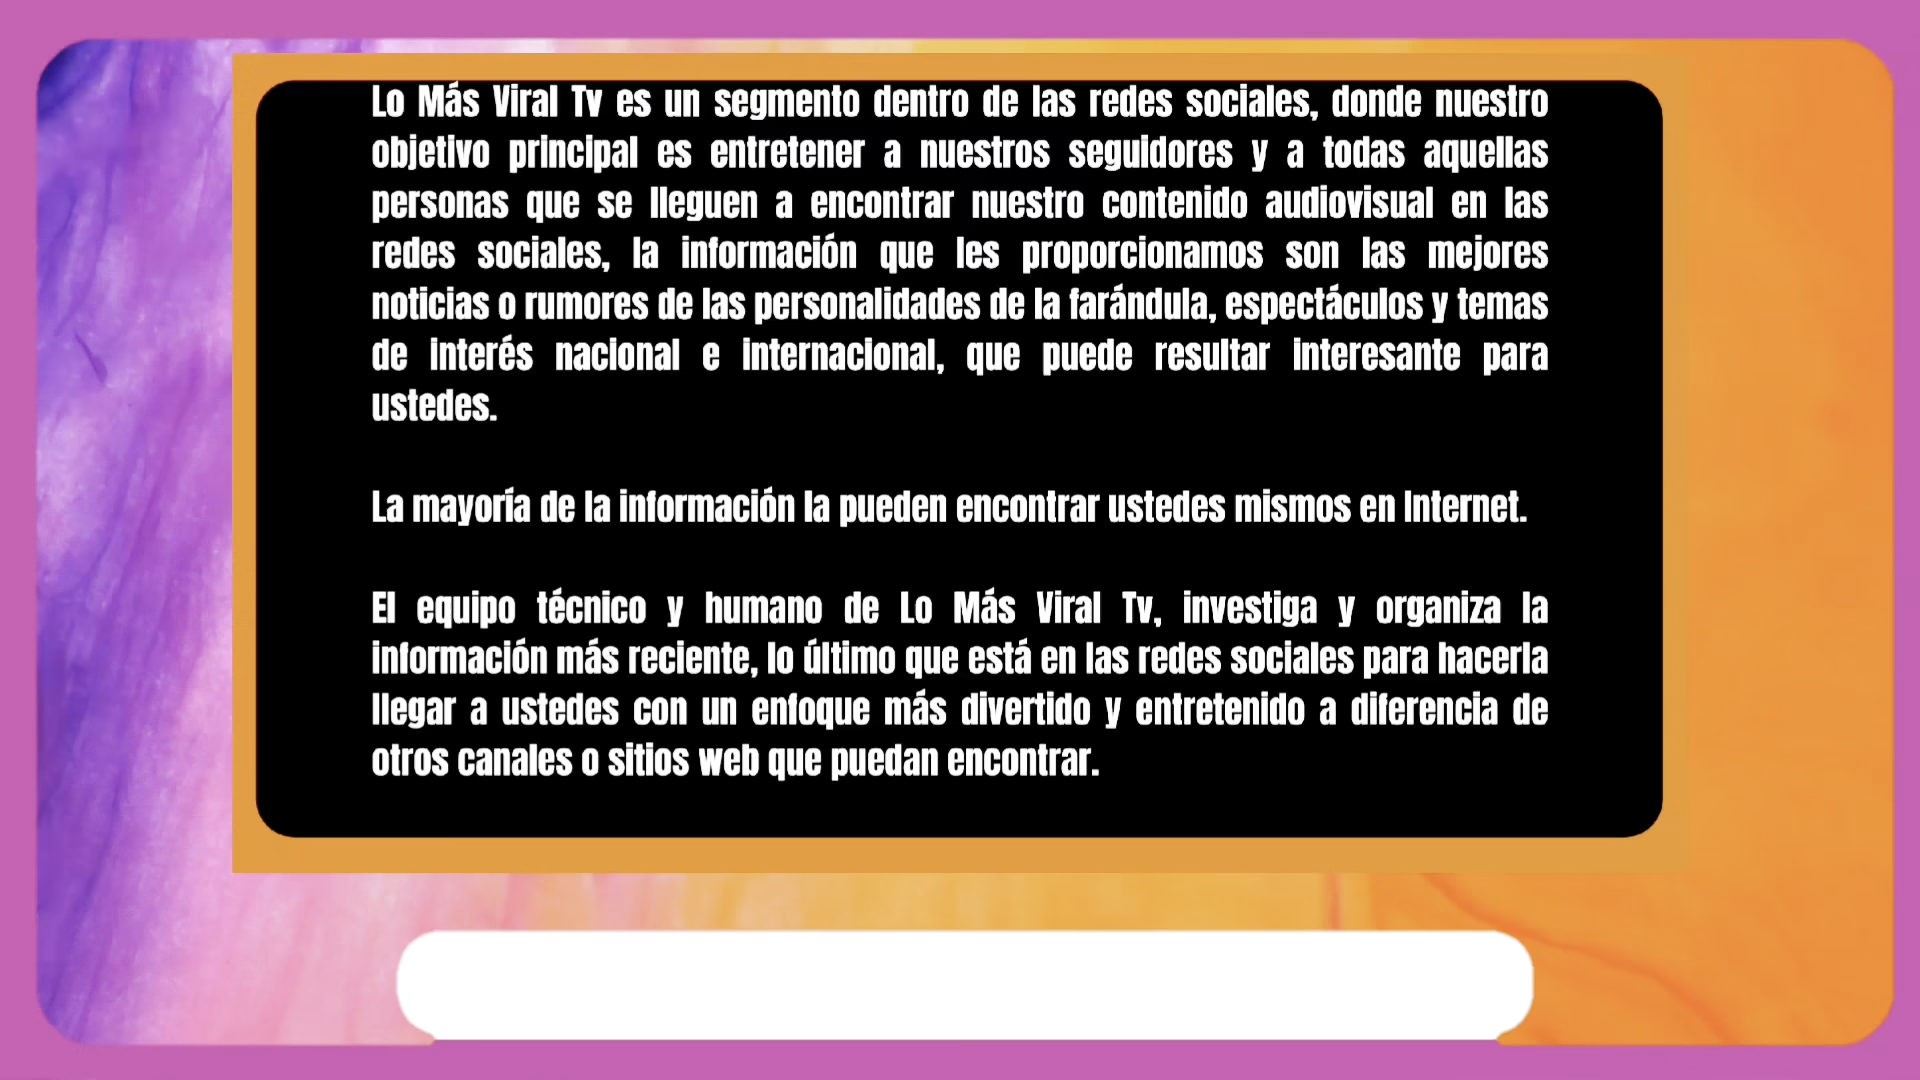 Lo Más Viral Tv es un segmento dentro de las redes sociales, donde nuestro
objetivo principal es entretener a nuestros seguidores y a todas aquellas
personas que se lleguen a encontrar nuestro contenido audiovisual en las
redes sociales, la información que les proporcionamos son las mejores
noticias o rumores de las personalidades de la farándula, espectáculos y temas
de interés nacional e internacional, que puede resultar interesante para
ustedes.
La mayoría de la información la pueden encontrar ustedes mismos en Internet.
El equipo técnico y humano de Lo Más Viral Tv, investiga y organiza la
información más reciente, lo último que está en las redes sociales para hacerla
llegar a ustedes con un enfoque más divertido y entretenido a diferencia de
otros canales o sitios web que puedan encontrar.